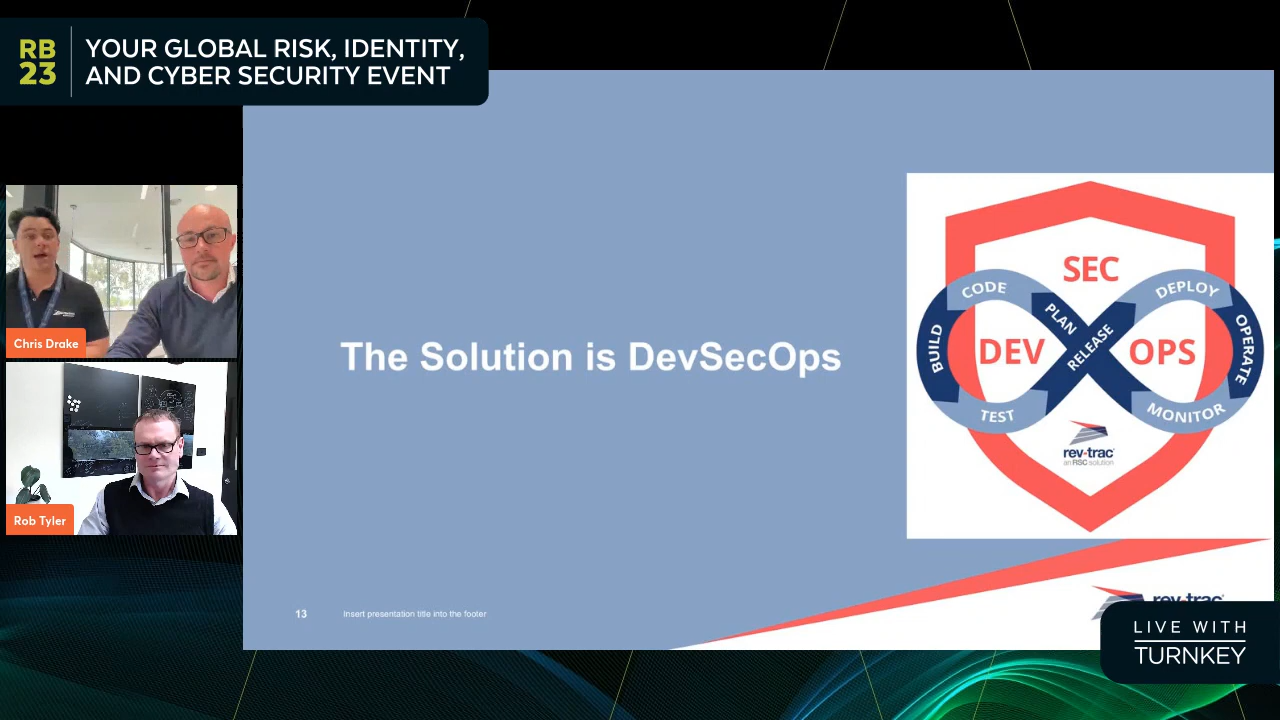 RB
23
YOUR GLOBAL RISK, IDENTITY,
AND CYBER SECURITY EVENT
Chris Drake
Rob Tyler
The Solution is DevSecOps
SEC
CODE
DEPLOY
PLAN
BUILD
DEV
RELEASE
OPS
OPERATE
TEST
MONITOR
rev-trac
an RSC solution
13
Insert presentation title into the footer
rev-trac
LIVE WITH
TURNKEY